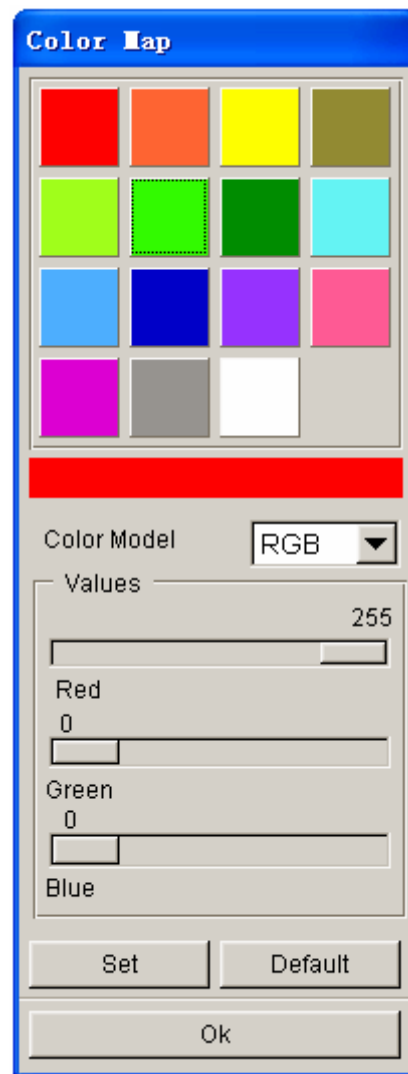 Color Map
Color Model RGB
Values
255
Red
0
Green
0
Blue
Set Default
Ok